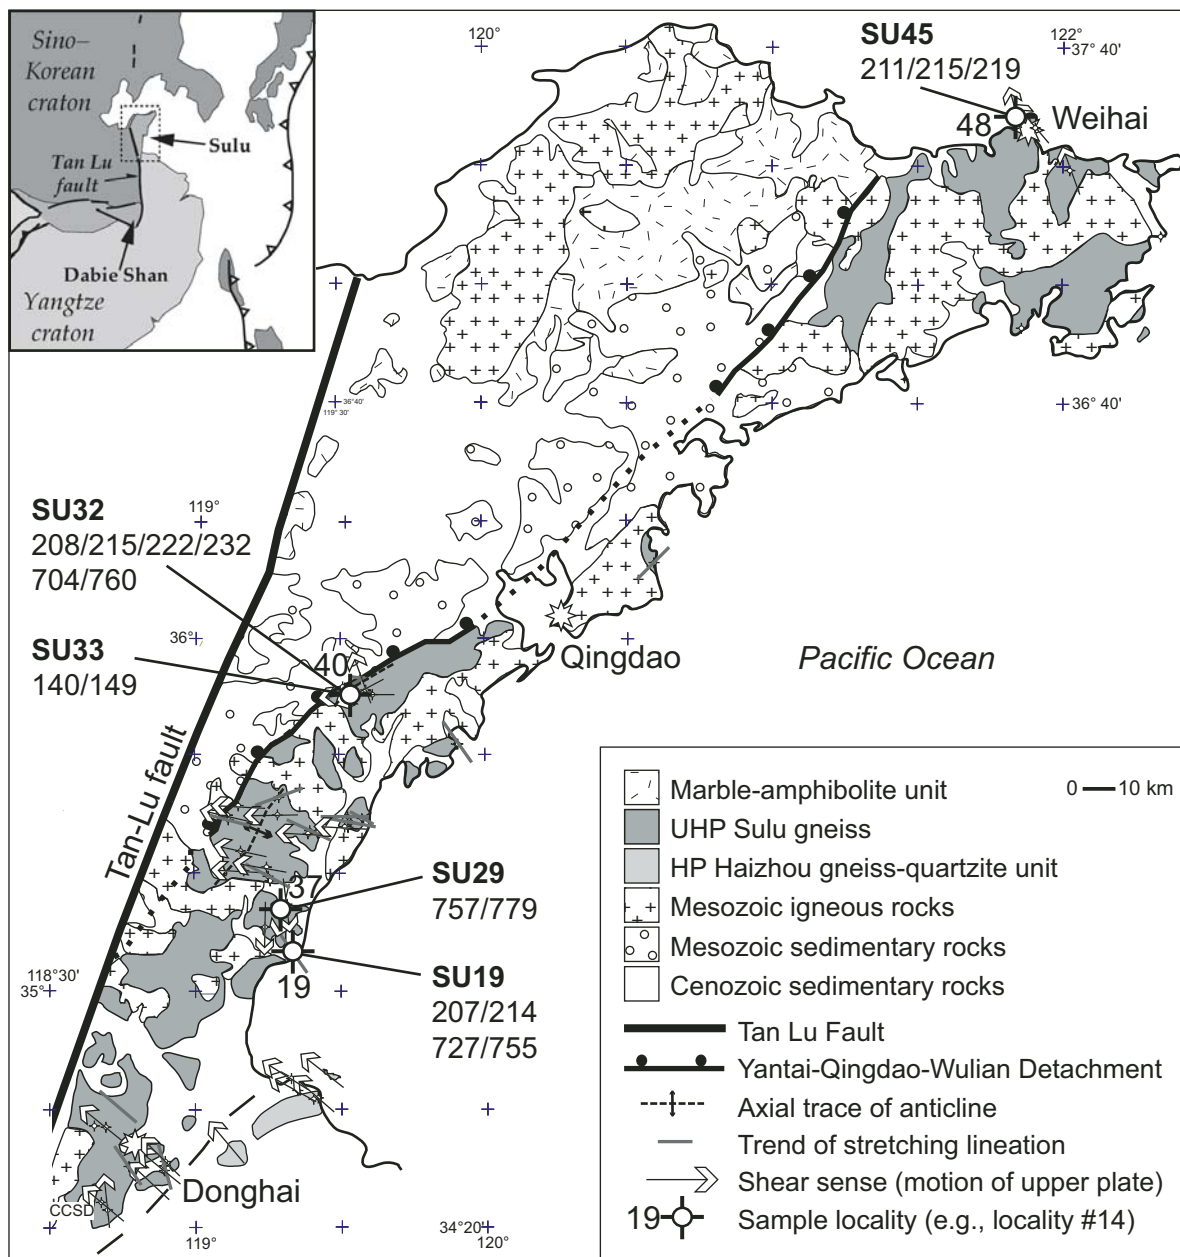 Sino–
Korean
craton
Tan Lu
fault
Sulu
Dabie Shan
Yangtze
craton
120°
SU45
211/215/219
122°
37° 40'
48
Weihai
36° 40'
119° 30'
36° 40'
119°
SU32
208/215/222/232
704/760
36°
SU33
140/149
40
Qingdao
Pacific Ocean
Tan-Lu fault
37
SU29
757/779
19
SU19
207/214
727/755
118°30'
35°
Donghai
CCSD
119°
34°20'
120°
Marble-amphibolite unit
0 10 km
UHP Sulu gneiss
HP Haizhou gneiss-quartzite unit
Mesozoic igneous rocks
Mesozoic sedimentary rocks
Cenozoic sedimentary rocks
Tan Lu Fault
Yantai-Qingdao-Wulian Detachment
Axial trace of anticline
Trend of stretching lineation
Shear sense (motion of upper plate)
19 Sample locality (e.g., locality #14)